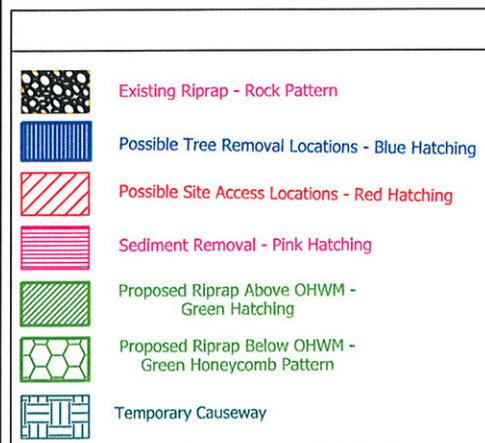 Existing Riprap - Rock Pattern
Possible Tree Removal Locations - Blue Hatching
Possible Site Access Locations - Red Hatching
Sediment Removal - Pink Hatching
Proposed Riprap Above OHWM -
Green Hatching
Proposed Riprap Below OHWM -
Green Honeycomb Pattern
Temporary Causeway